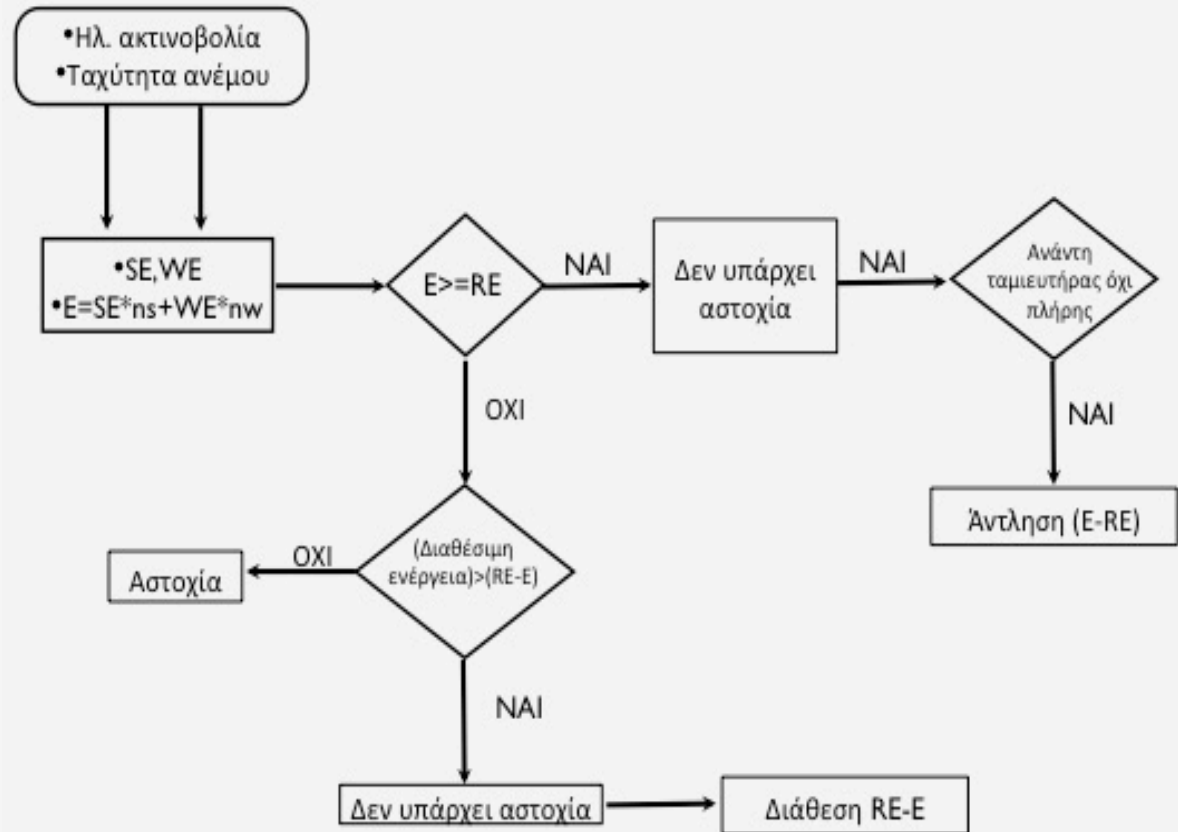 •Ηλ. ακτινοβολία
•Ταχύτητα ανέμου
•SE,WE
•E=SE*ns+WE*nw
E>=RE
ΝΑΙ
Δεν υπάρχει
αστοχία
ΝΑΙ
Ανάντη
ταμιευτήρας όχι
πλήρης
ΟΧΙ
ΝΑΙ
Άντληση (E-RE)
(Διαθέσιμη
ενέργεια)>(RE-E)
ΟΧΙ
Αστοχία
ΝΑΙ
Δεν υπάρχει αστοχία
Διάθεση RE-E